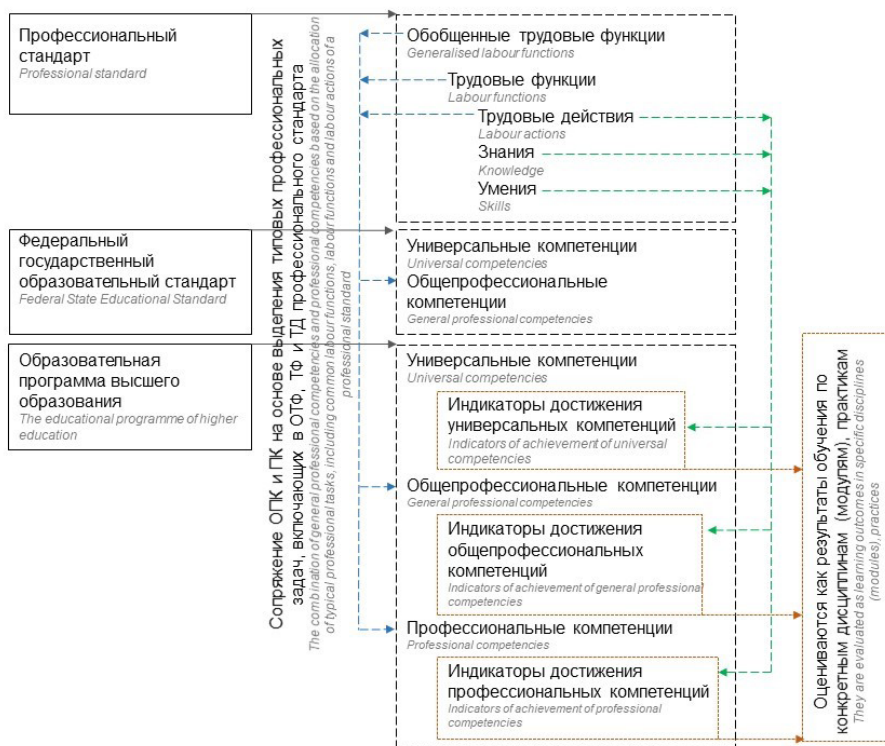 Профессиональный
стандарт
Professional standard
Федеральный
государственный
образовательный стандарт
Federal State Educational Standard
Образовательная
программа высшего
образования
The educational programme of higher
education
Сопряжение ОПК и ПК на основе выделения типовых профессиональных
задач, включающих в ОТФ, ТФ и ТД профессионального стандарта
The combination of general professional competencies and professional competencies based on the allocation
of typical professional tasks, including common labour functions, labour functions and labour actions of a
professional standard
Обобщенные трудовые функции
Generalised labour functions
Трудовые функции
Labour functions
Трудовые действия
Labour actions
Знания
Knowledge
Умения
Skills
Универсальные компетенции
Universal competencies
Общепрофессиональные
компетенции
General professional competencies
Универсальные компетенции
Universal competencies
Индикаторы достижения
универсальных компетенций
Indicators of achievement of universal
competencies
Общепрофессиональные компетенции
General professional competencies
Индикаторы достижения
общепрофессиональных
компетенций
Indicators of achievement of general professional
competencies
Профессиональные компетенции
Professional competencies
Индикаторы достижения
профессиональных компетенций
Indicators of achievement of professional
competencies
Оцениваются как результаты обучения по
конкретным дисциплинам (модулям), практикам
They are evaluated as learning outcomes in specific disciplines
(modules), practices